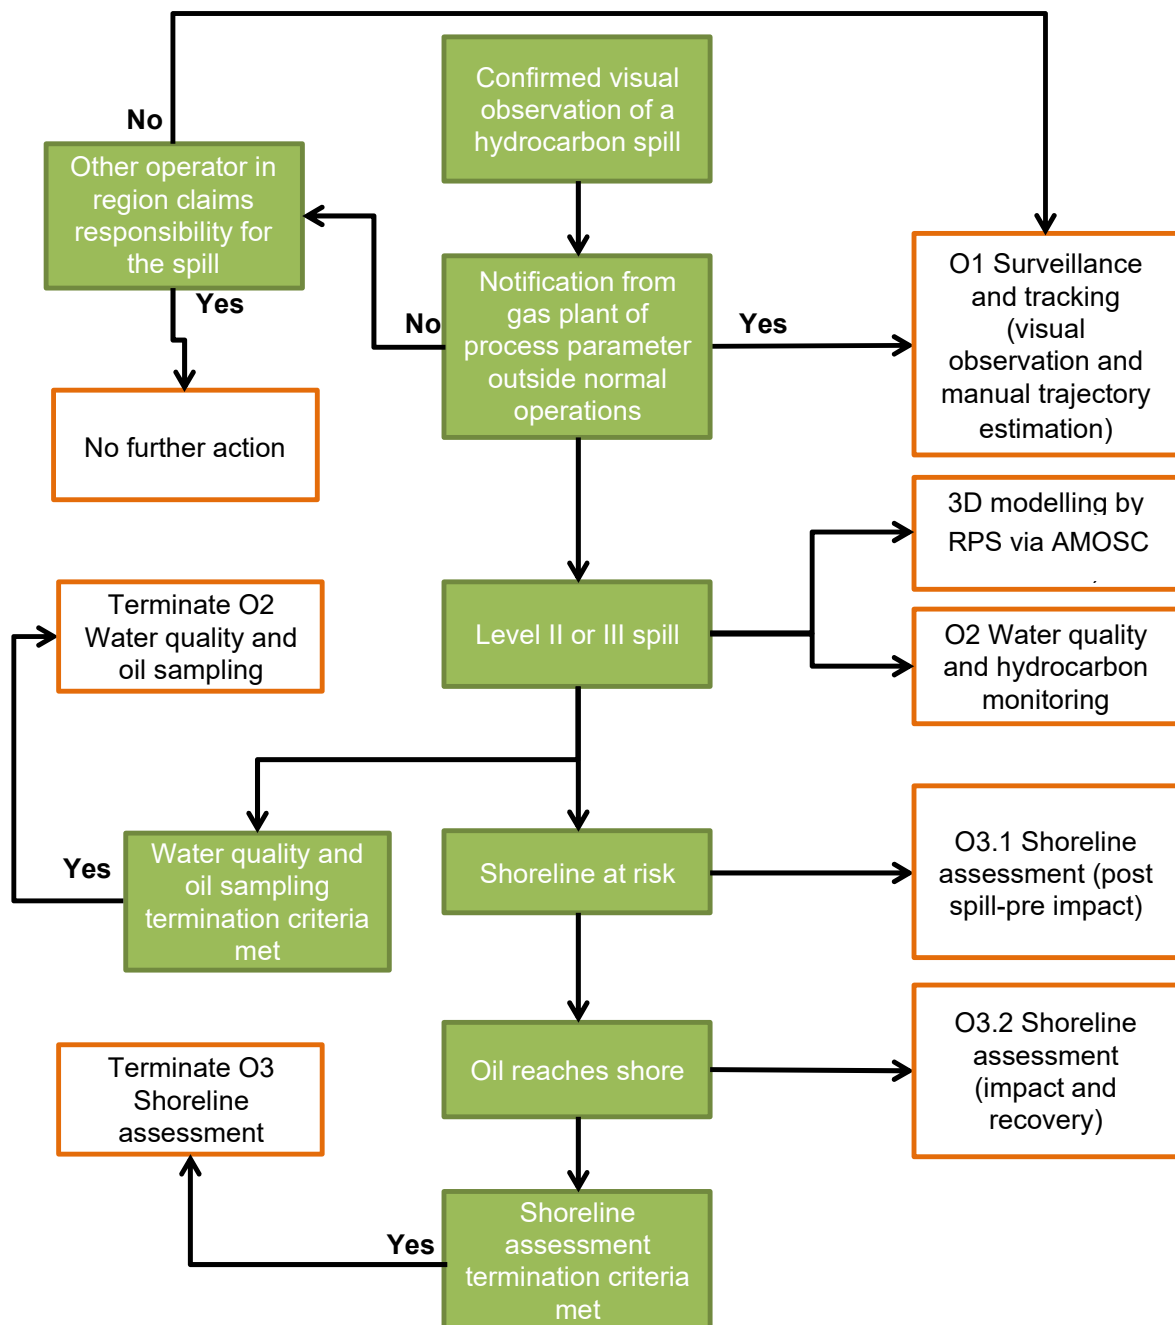 Confirmed visual
observation of a
hydrocarbon spill
No
Other operator in
region claims
responsibility for
the spill
Yes
No further action
Notification from
gas plant of
process parameter
outside normal
operations
No
Yes
O1 Surveillance
and tracking
(visual
observation and
manual trajectory
estimation)
3D modelling by
RPS via AMOSC
Level II or III spill
O2 Water quality
and hydrocarbon
monitoring
Terminate O2
Water quality and
oil sampling
Yes
Water quality and
oil sampling
termination criteria
met
Shoreline at risk
O3.1 Shoreline
assessment (post
spill-pre impact)
Oil reaches shore
O3.2 Shoreline
assessment
(impact and
recovery)
Terminate O3
Shoreline
assessment
Yes
Shoreline
assessment
termination criteria
met